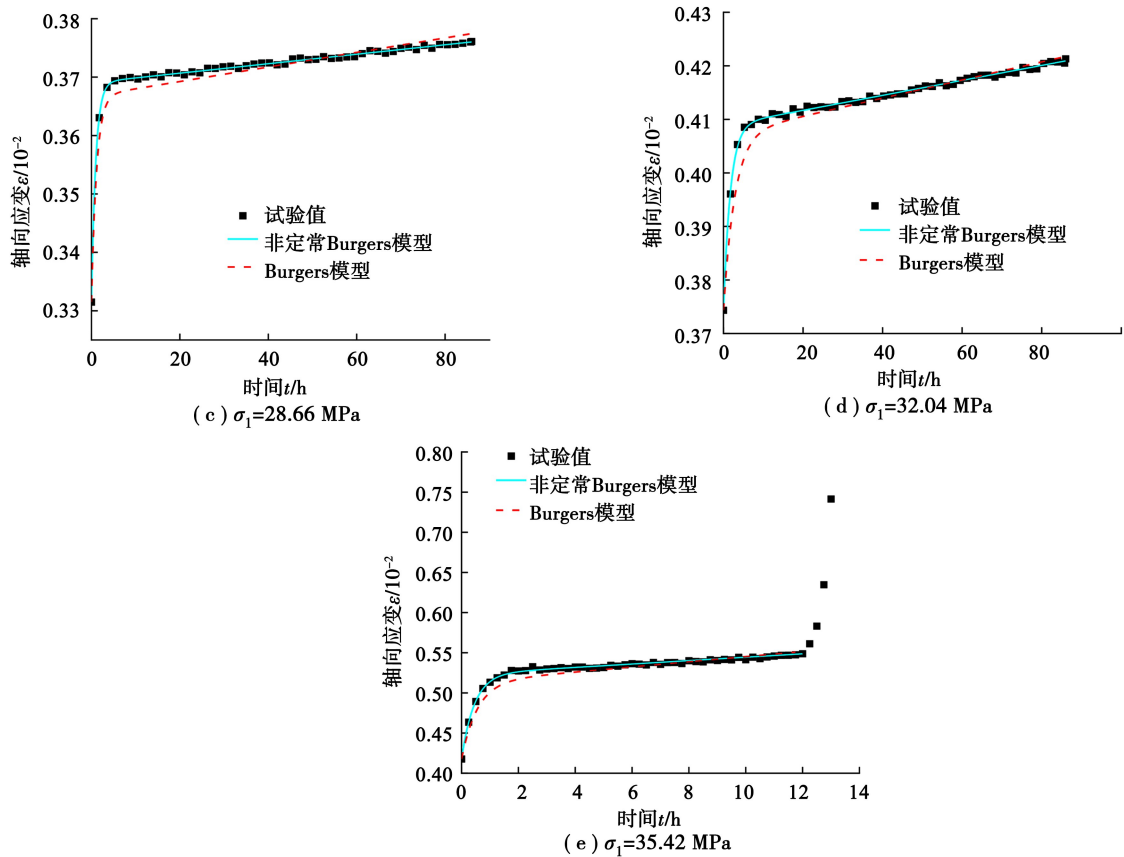 0.38
0.37
0.36
0.35
0.34
0.33
轴向应变ε/10⁻²
试验值
非定常Burgers模型
Burgers模型
0 20 40 60 80
时间t/h
(c) σ₁=28.66 MPa
0.43
0.42
0.41
0.40
0.39
0.38
0.37
轴向应变ε/10⁻²
试验值
非定常Burgers模型
Burgers模型
0 20 40 60 80
时间t/h
(d) σ₁=32.04 MPa
0.80
0.75
0.70
0.65
0.60
0.55
0.50
0.45
0.40
轴向应变ε/10⁻²
试验值
非定常Burgers模型
Burgers模型
0 2 4 6 8 10 12 14
时间t/h
(e) σ₁=35.42 MPa